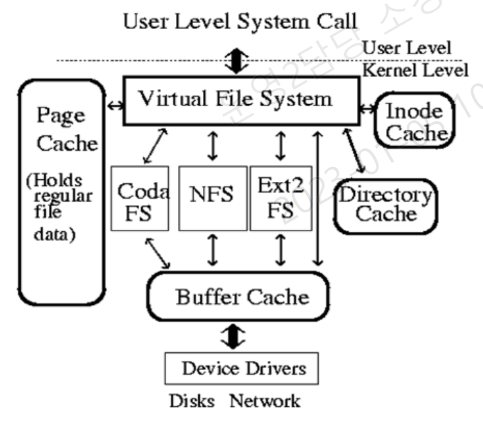 User Level System Call
User Level
Kernel Level
Virtual File System
Page
Cache
(Holds
regular
file
data)
Inode
Cache
Coda
FS
NFS
Ext2
FS
Directory
Cache
Buffer Cache
Device Drivers
Disks Network